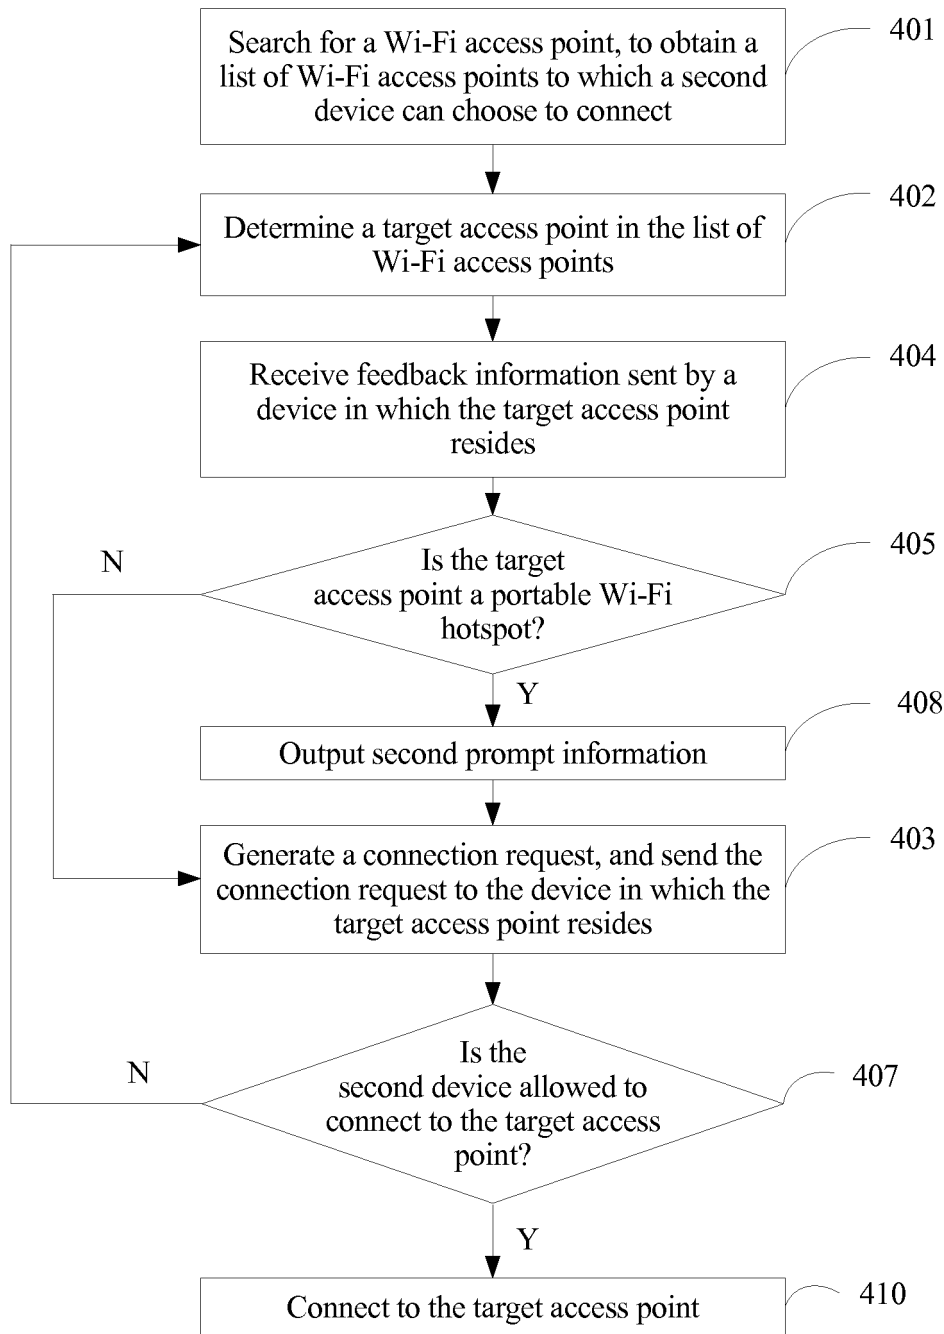 Search for a Wi-Fi access point, to obtain a
list of Wi-Fi access points to which a second
device can choose to connect
401
Determine a target access point in the list of
Wi-Fi access points
402
Receive feedback information sent by a
device in which the target access point
resides
404
Is the target
access point a portable Wi-Fi
hotspot?
405
N
Y
Output second prompt information
408
Generate a connection request, and send the
connection request to the device in which the
target access point resides
403
Is the
second device allowed to
connect to the target access
point?
407
N
Y
Connect to the target access point
410